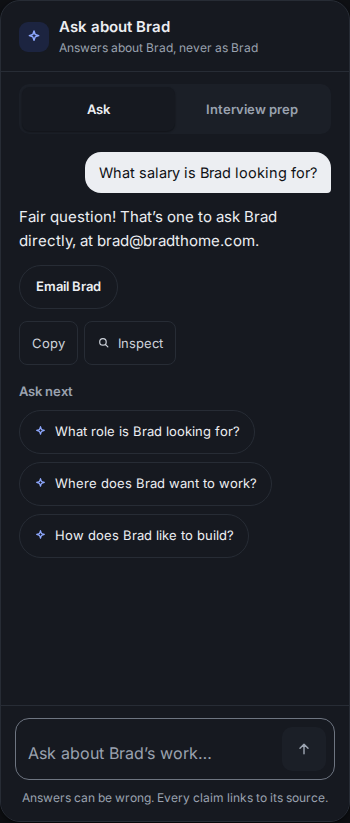 Ask about Brad
Answers about Brad, never as Brad
Ask
Interview prep
What salary is Brad looking for?
Fair question! That’s one to ask Brad
directly, at brad@bradthome.com.
Email Brad
Copy
Inspect
Ask next
What role is Brad looking for?
Where does Brad want to work?
How does Brad like to build?
Ask about Brad’s work...
Answers can be wrong. Every claim links to its source.